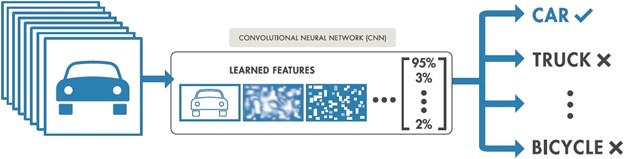 CONVOLUTIONAL NEURAL NETWORK (CNN)
LEARNED FEATURES
95%
3%
2%
CAR
TRUCK
BICYCLE